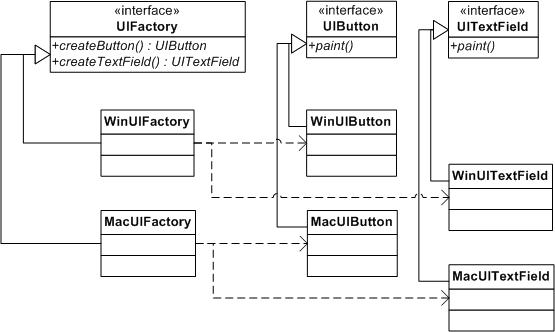 «interface»
UIFactory
+createButton() : UIButton
+createTextField() : UITextField
«interface»
UIButton
+paint()
«interface»
UITextField
+paint()
WinUIFactory
WinUIButton
WinUITextField
MacUIFactory
MacUIButton
MacUITextField